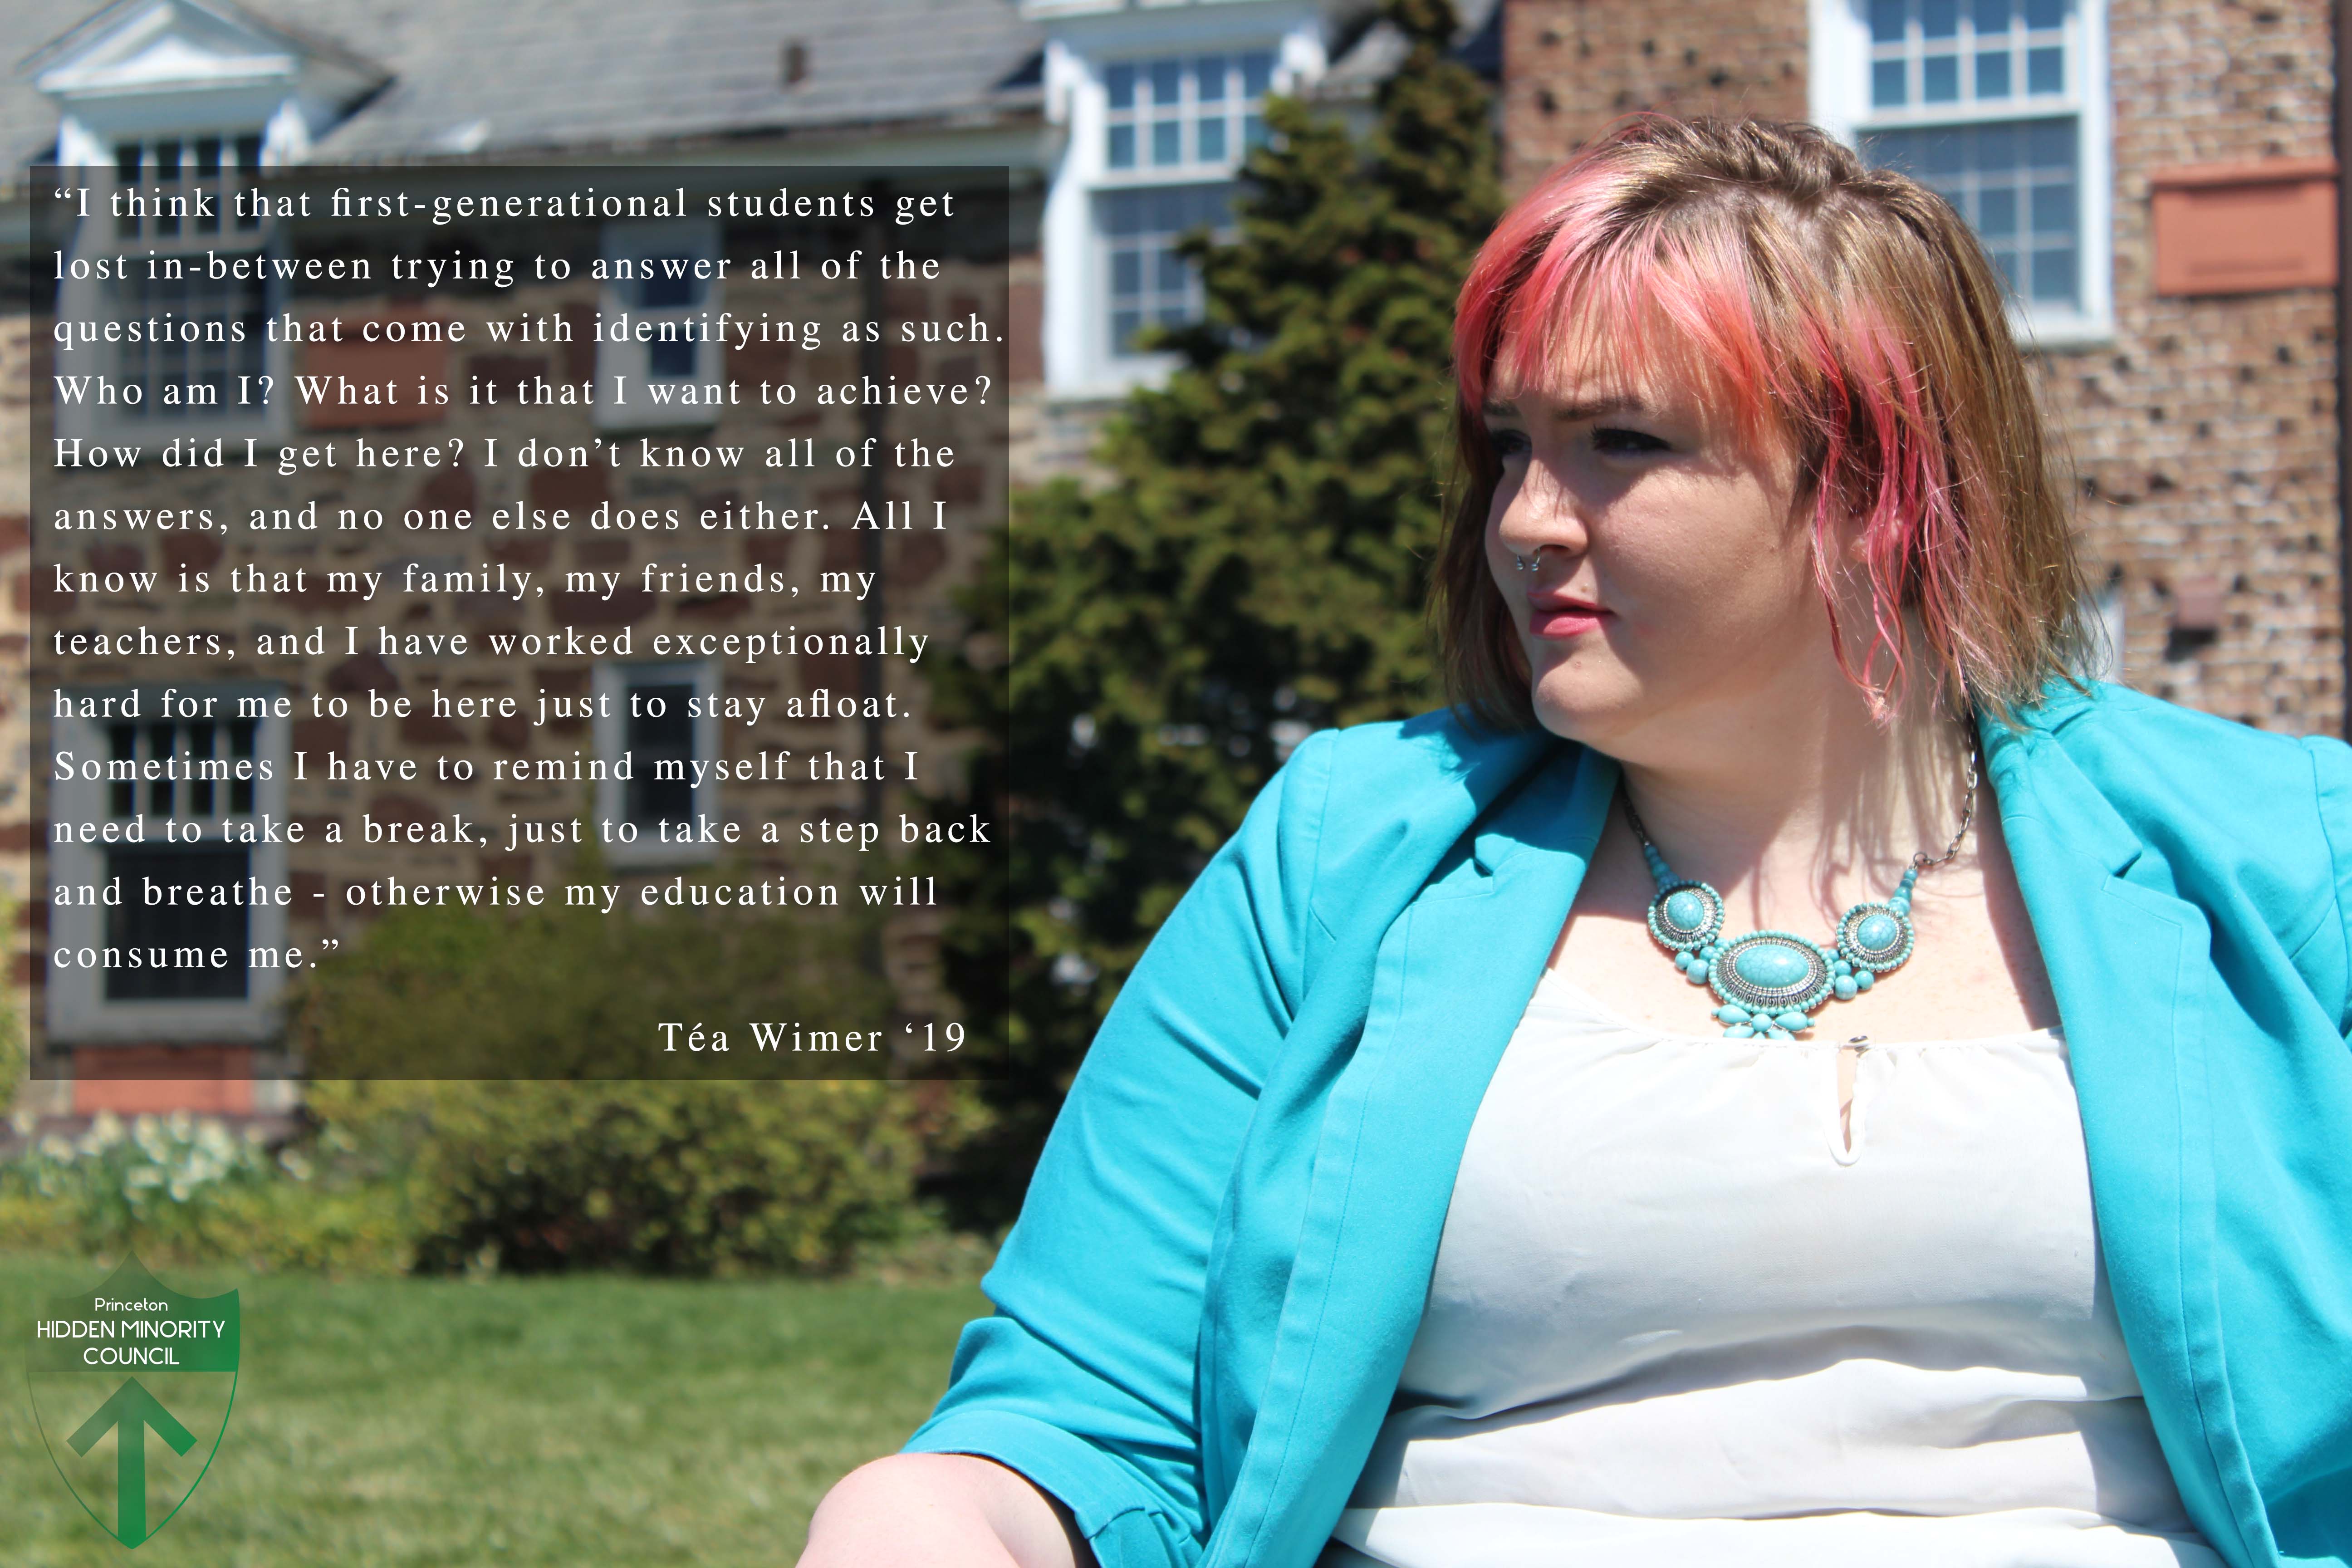 “I think that first-generational students get
lost in-between trying to answer all of the
questions that come with identifying as such.
Who am I? What is it that I want to achieve?
How did I get here? I don’t know all of the
answers, and no one else does either. All I
know is that my family, my friends, my
teachers, and I have worked exceptionally
hard for me to be here just to stay afloat.
Sometimes I have to remind myself that I
need to take a break, just to take a step back
and breathe - otherwise my education will
consume me.”
Téa Wimer ‘19
Princeton
HIDDEN MINORITY
COUNCIL